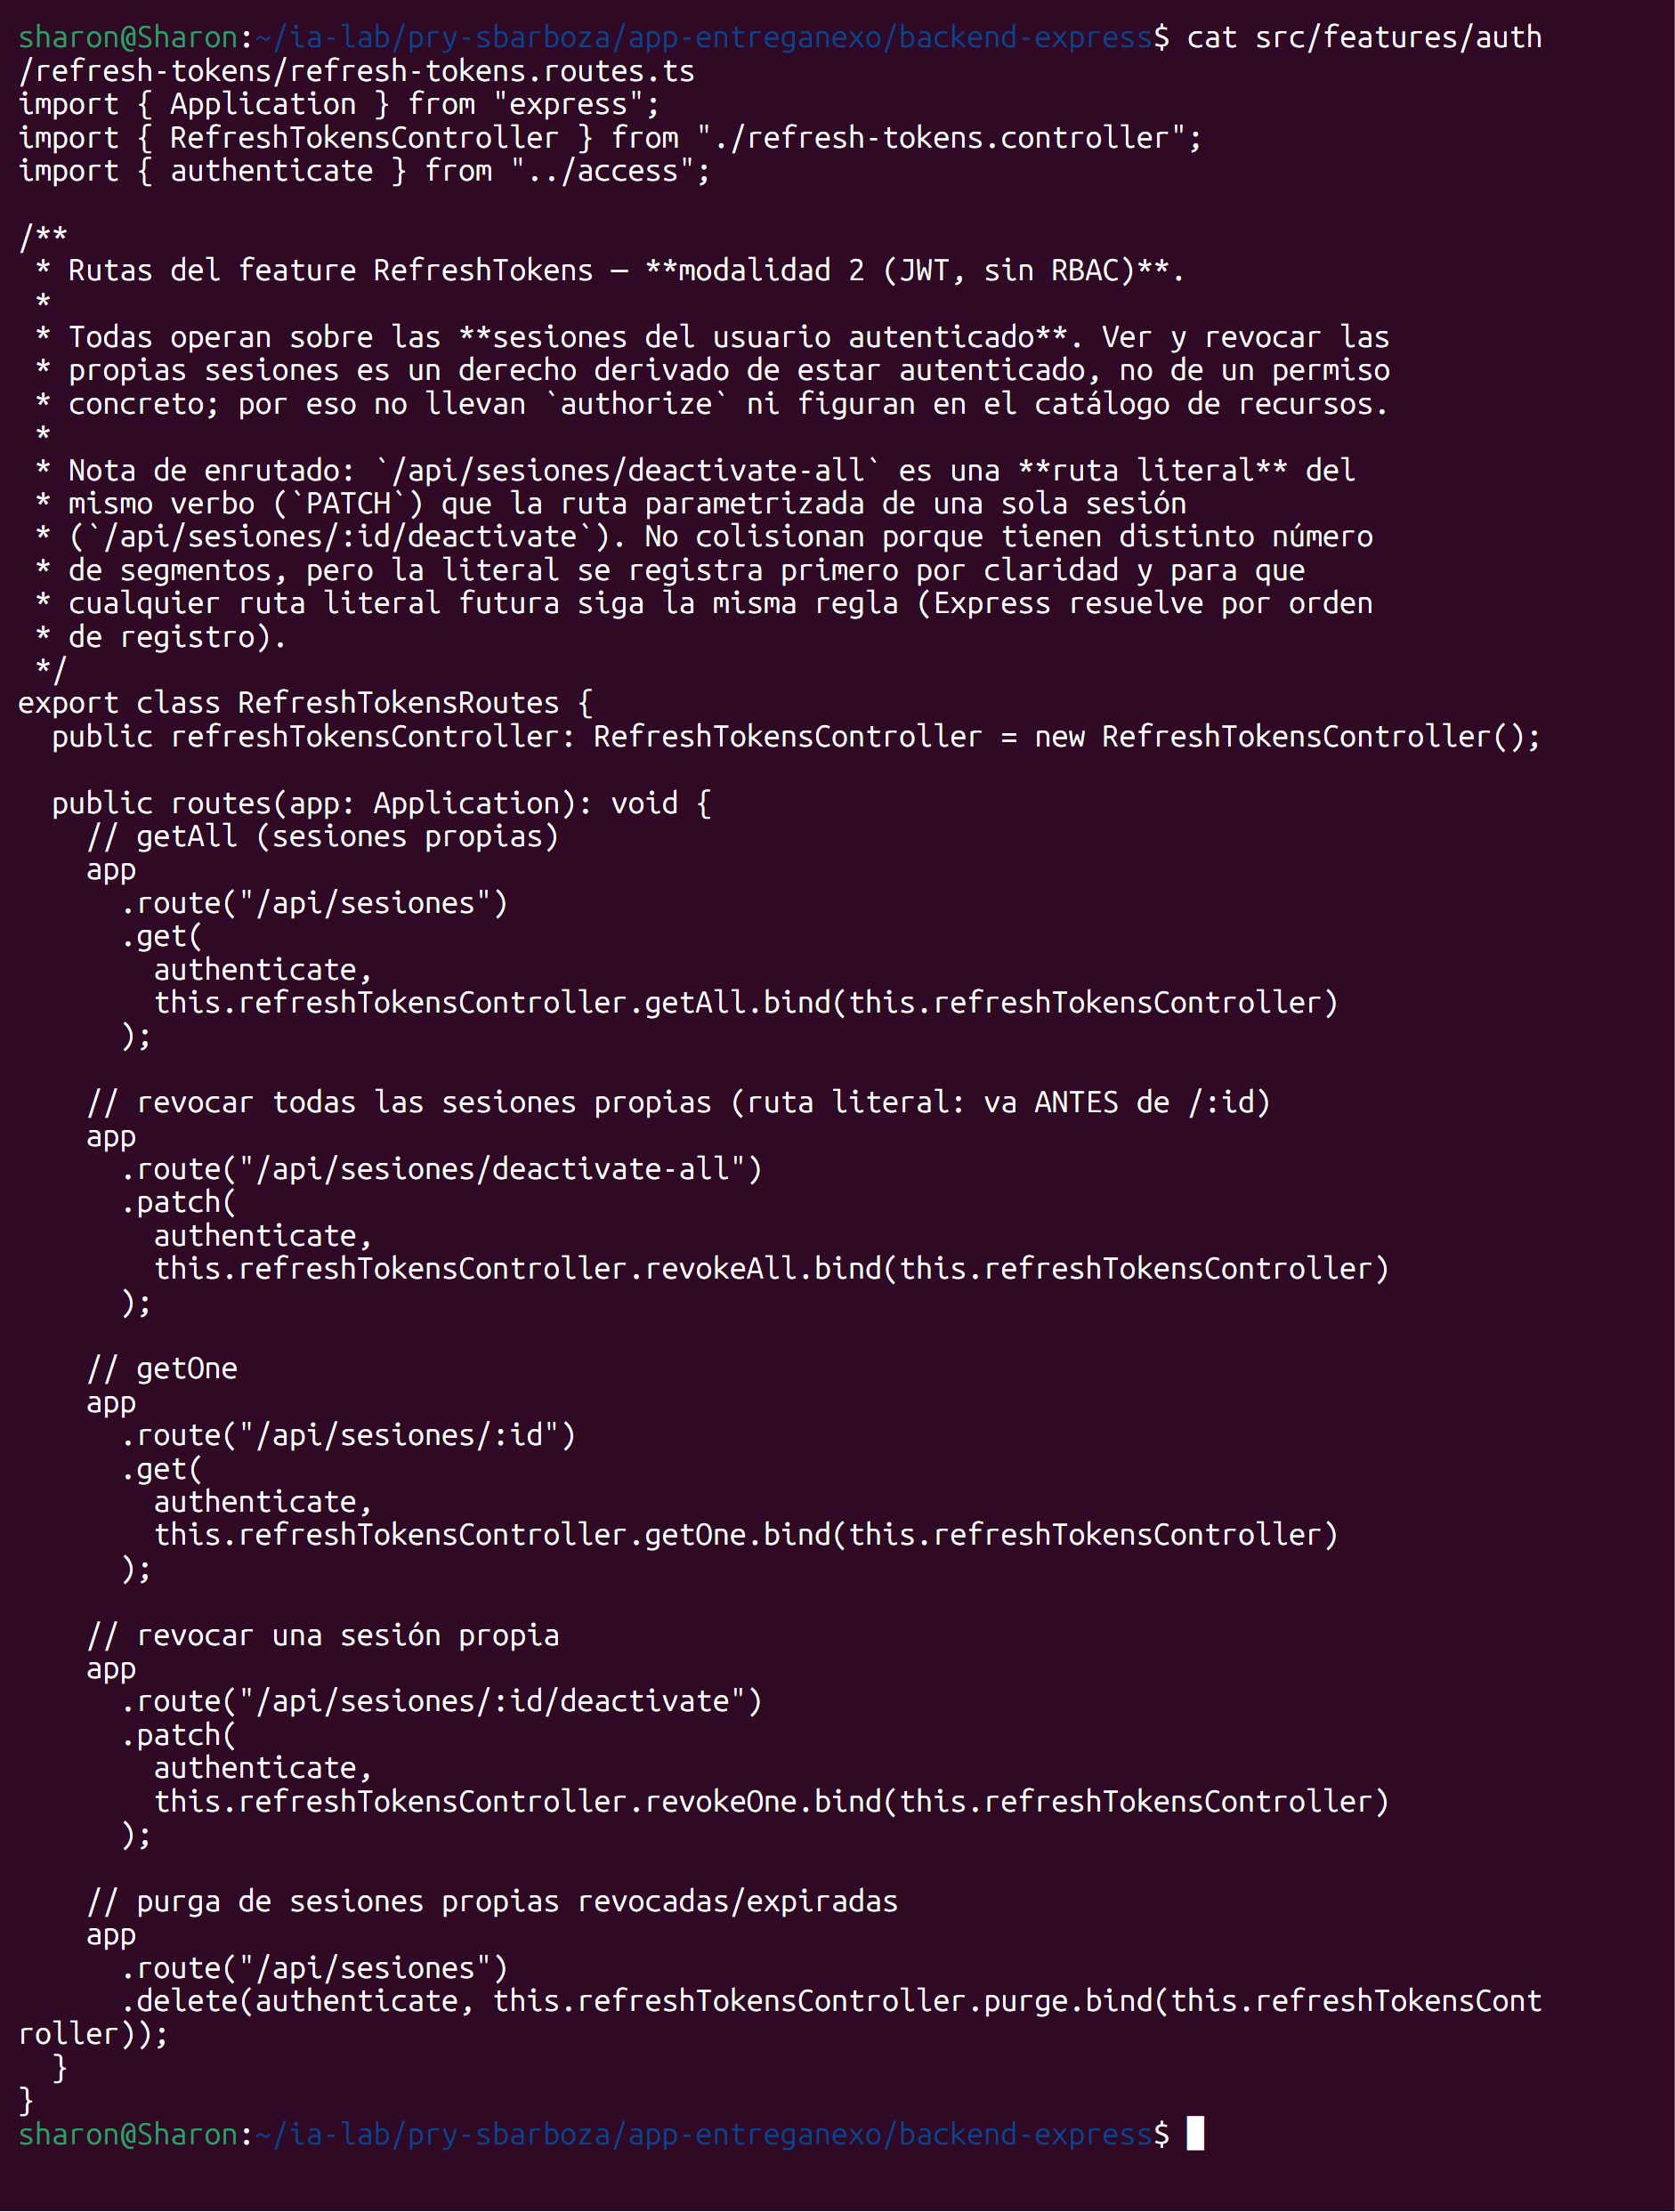 sharon@Sharon:~/ia-lab/pry-sbarboza/app-entreganexo/backend-express$ cat src/features/auth
/refresh-tokens/refresh-tokens.routes.ts
import { Application } from "express";
import { RefreshTokensController } from "./refresh-tokens.controller";
import { authenticate } from "../access";

/**
 * Rutas del feature RefreshTokens — **modalidad 2 (JWT, sin RBAC)**.
 *
 * Todas operan sobre las **sesiones del usuario autenticado**. Ver y revocar las
 * propias sesiones es un derecho derivado de estar autenticado, no de un permiso
 * concreto; por eso no llevan `authorize` ni figuran en el catálogo de recursos.
 *
 * Nota de enrutado: `/api/sesiones/deactivate-all` es una **ruta literal** del
 * mismo verbo (`PATCH`) que la ruta parametrizada de una sola sesión
 * (`/api/sesiones/:id/deactivate`). No colisionan porque tienen distinto número
 * de segmentos, pero la literal se registra primero por claridad y para que
 * cualquier ruta literal futura siga la misma regla (Express resuelve por orden
 * de registro).
 */
export class RefreshTokensRoutes {
  public refreshTokensController: RefreshTokensController = new RefreshTokensController();

  public routes(app: Application): void {
    // getAll (sesiones propias)
    app
      .route("/api/sesiones")
      .get(
        authenticate,
        this.refreshTokensController.getAll.bind(this.refreshTokensController)
      );

    // revocar todas las sesiones propias (ruta literal: va ANTES de /:id)
    app
      .route("/api/sesiones/deactivate-all")
      .patch(
        authenticate,
        this.refreshTokensController.revokeAll.bind(this.refreshTokensController)
      );

    // getOne
    app
      .route("/api/sesiones/:id")
      .get(
        authenticate,
        this.refreshTokensController.getOne.bind(this.refreshTokensController)
      );

    // revocar una sesión propia
    app
      .route("/api/sesiones/:id/deactivate")
      .patch(
        authenticate,
        this.refreshTokensController.revokeOne.bind(this.refreshTokensController)
      );

    // purga de sesiones propias revocadas/expiradas
    app
      .route("/api/sesiones")
      .delete(authenticate, this.refreshTokensController.purge.bind(this.refreshTokensCont
roller));
  }
}
sharon@Sharon:~/ia-lab/pry-sbarboza/app-entreganexo/backend-express$